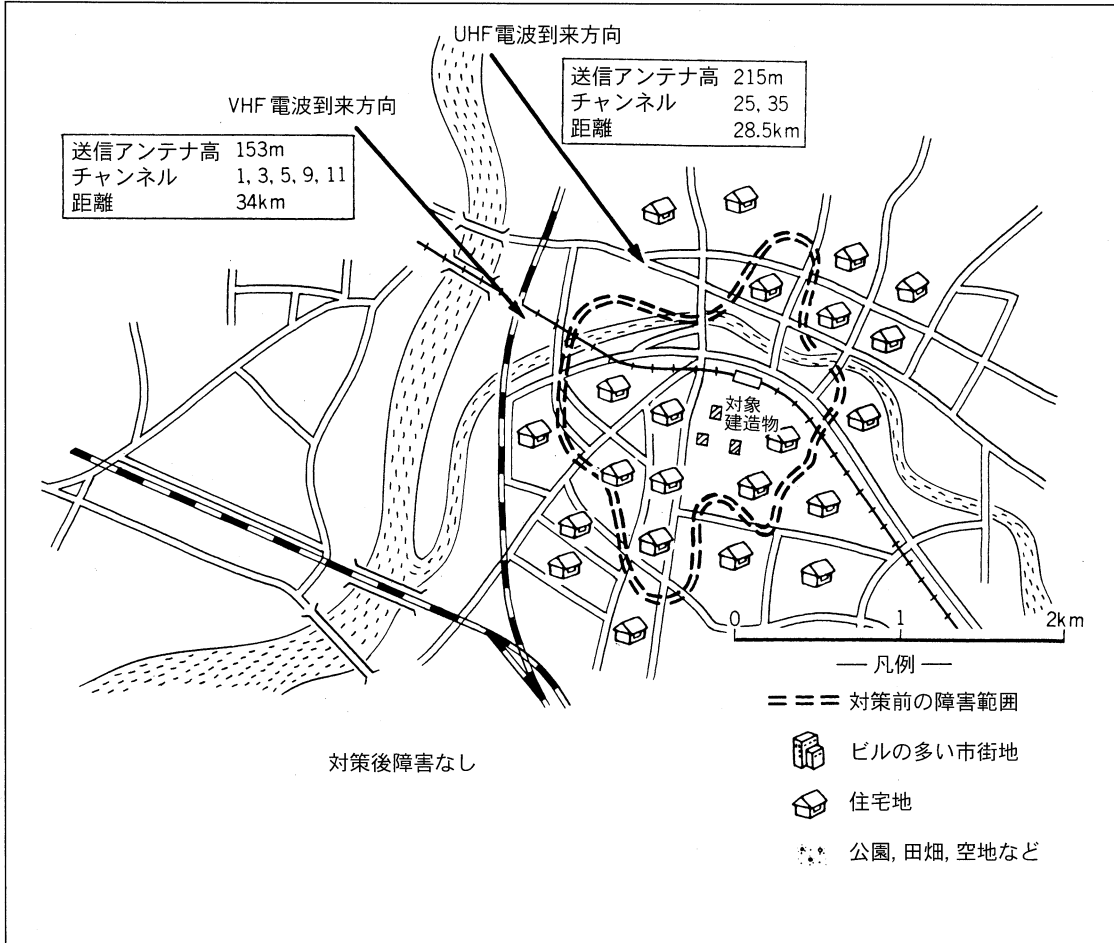 UHF電波到来方向
送信アンテナ高 215m
チャンネル 25, 35
距離 28.5km
VHF電波到来方向
送信アンテナ高 153m
チャンネル 1, 3, 5, 9, 11
距離 34km
対象
建造物
0 1 2km
― 凡例 ―
対策前の障害範囲
ビルの多い市街地
住宅地
公園, 田畑, 空地など
対策後障害なし